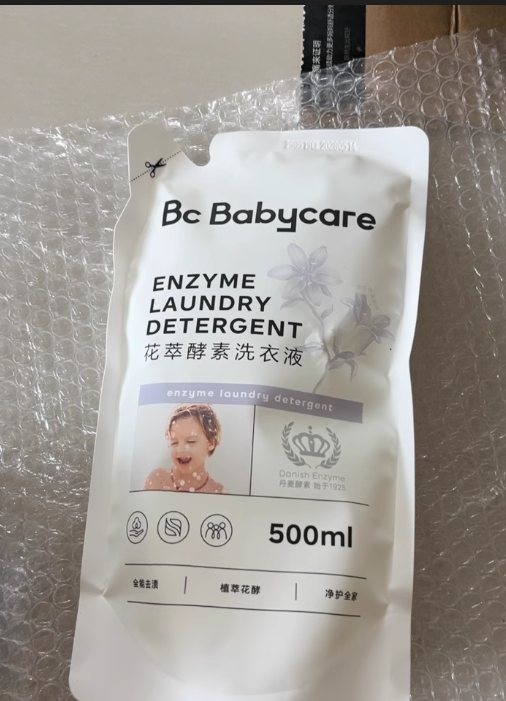 Bc Babycare
ENZYME
LAUNDRY
DETERGENT
花萃酵素洗衣液
enzyme laundry detergent
Danish Enzyme
丹麦酵素 始于1925
500ml
全能去渍
植萃花酵
净护全家